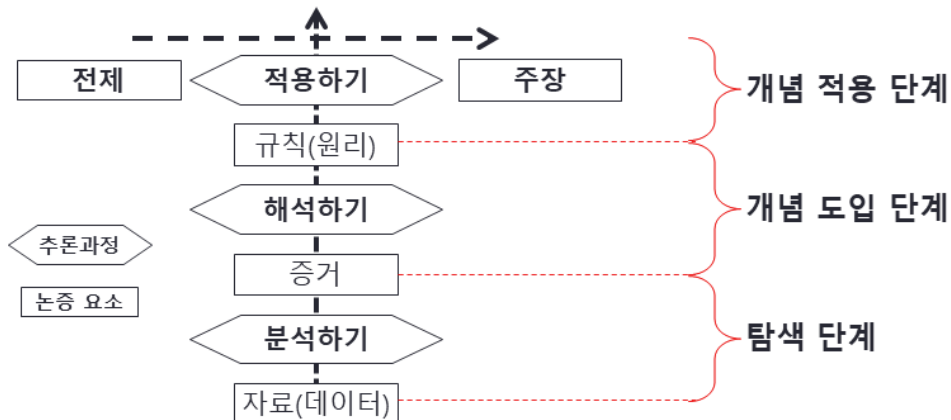 전제
적용하기
주장
개념 적용 단계
규칙(원리)
해석하기
개념 도입 단계
추론과정
증거
논증 요소
분석하기
탐색 단계
자료(데이터)